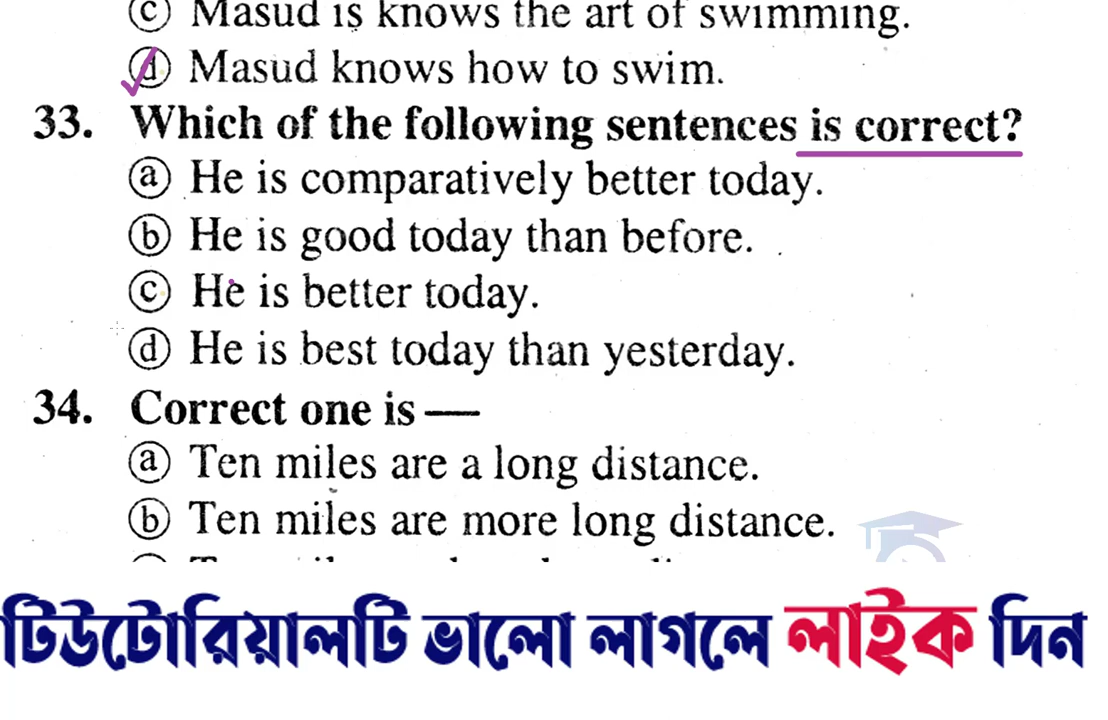 ⓒ Masud is knows the art of swimming.
ⓓ Masud knows how to swim.
33. Which of the following sentences is correct?
ⓐ He is comparatively better today.
ⓑ He is good today than before.
ⓒ He is better today.
ⓓ He is best today than yesterday.
34. Correct one is —
ⓐ Ten miles are a long distance.
ⓑ Ten miles are more long distance.
টিউটোরিয়ালটি ভালো লাগলে লাইক দিন